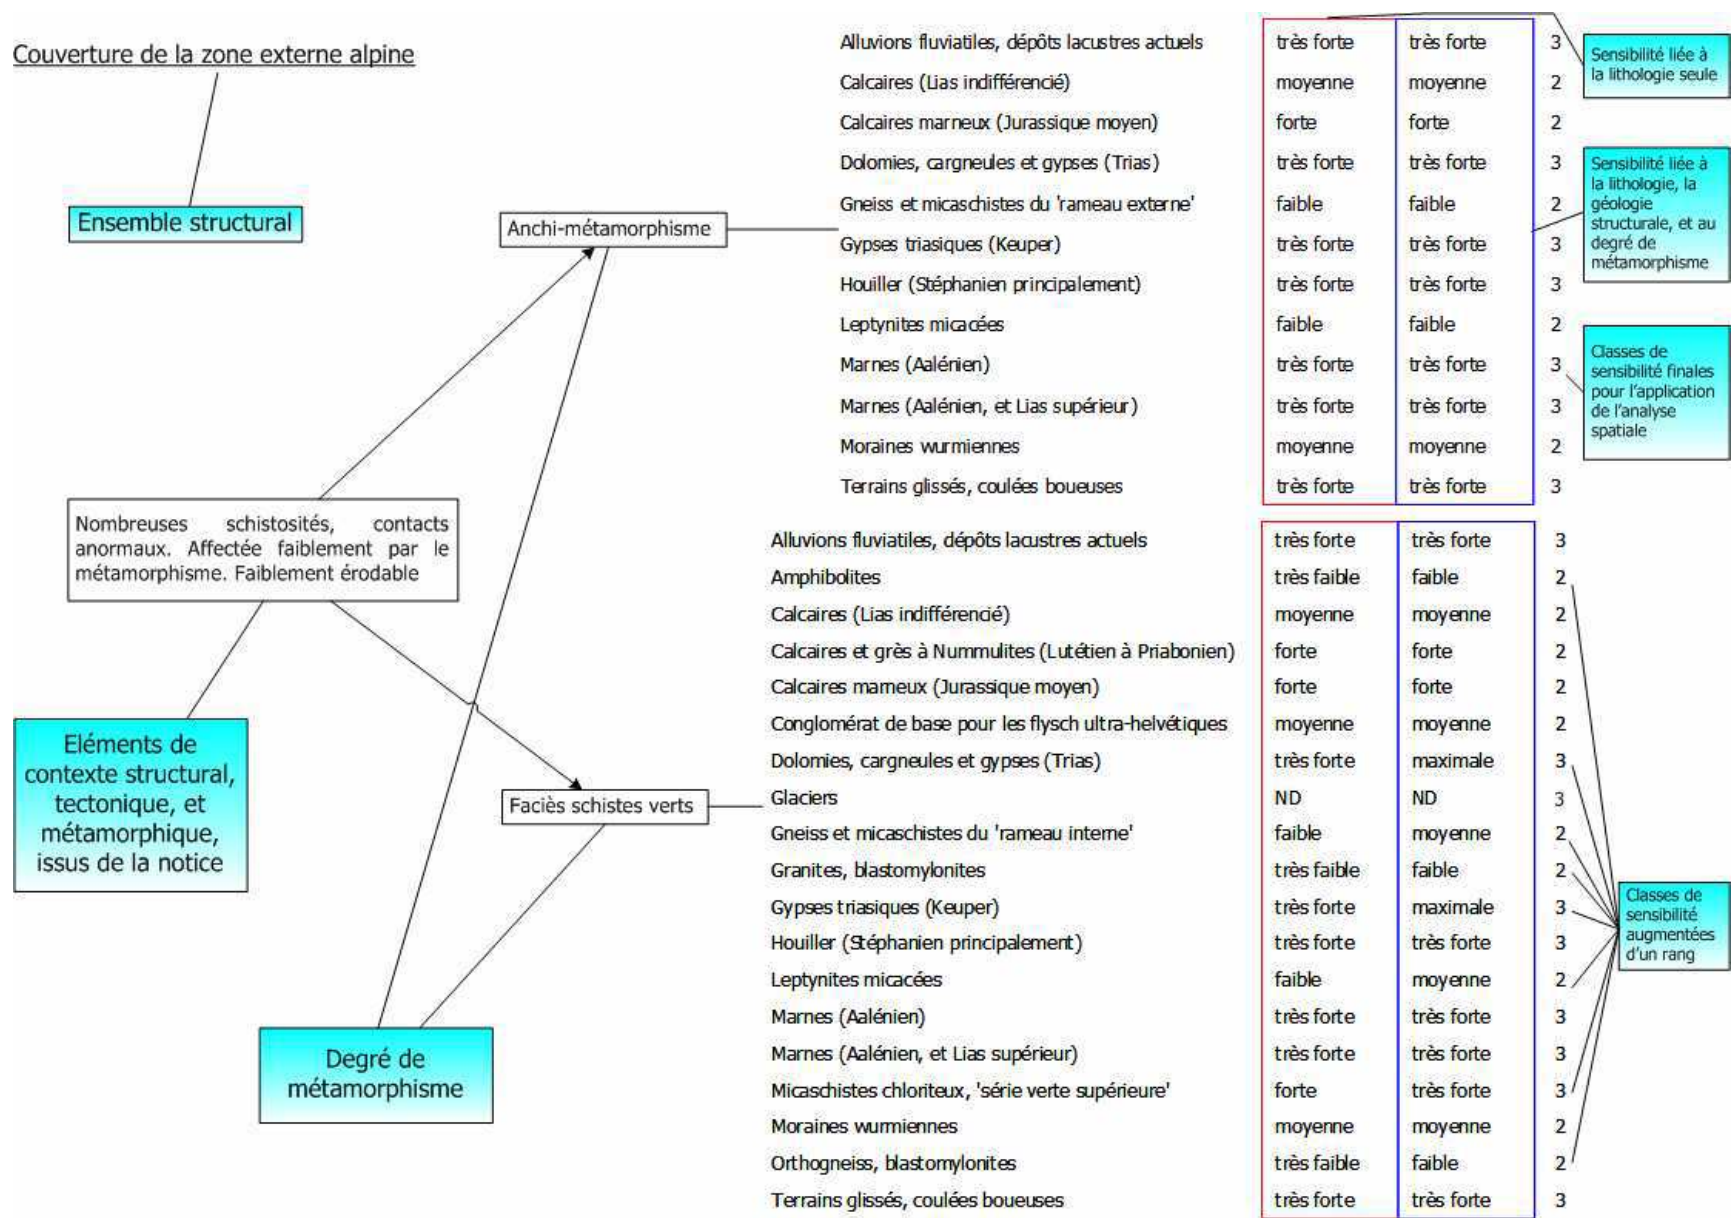 Couverture de la zone externe alpine
Ensemble structural
Anchi-métamorphisme
Nombreuses schistosités, contacts
anormaux. Affectée faiblement par le
métamorphisme. Faiblement érodable
Eléments de
contexte structural,
tectonique, et
métamorphique,
issus de la notice
Faciès schistes verts
Degré de
métamorphisme
Alluvions fluviatiles, dépôts lacustres actuels très forte très forte 3
Calcaires (Lias indifférencié) moyenne moyenne 2
Calcaires marneux (Jurassique moyen) forte forte 2
Dolomies, cargneules et gypses (Trias) très forte très forte 3
Gneiss et micaschistes du 'rameau externe' faible faible 2
Gypses triasiques (Keuper) très forte très forte 3
Houiller (Stéphanien principalement) très forte très forte 3
Leptynites micacées faible faible 2
Marnes (Aalénien) très forte très forte 3
Marnes (Aalénien, et Lias supérieur) très forte très forte 3
Moraines wurmiennes moyenne moyenne 2
Terrains glissés, coulées boueuses très forte très forte 3
Sensibilité liée à
la lithologie seule
Sensibilité liée à
la lithologie, la
géologie
structurale, et au
degré de
métamorphisme
Classes de
sensibilité finales
pour l'application
de l'analyse
spatiale
Alluvions fluviatiles, dépôts lacustres actuels très forte très forte 3
Amphibolites très faible faible 2
Calcaires (Lias indifférencié) moyenne moyenne 2
Calcaires et grès à Nummulites (Lutétien à Priabonien) forte forte 2
Calcaires marneux (Jurassique moyen) forte forte 2
Conglomérat de base pour les flysch ultra-helvétiques moyenne moyenne 2
Dolomies, cargneules et gypses (Trias) très forte maximale 3
Glaciers ND ND 3
Gneiss et micaschistes du 'rameau interne' faible moyenne 2
Granites, blastomylonites très faible faible 2
Gypses triasiques (Keuper) très forte maximale 3
Houiller (Stéphanien principalement) très forte très forte 3
Leptynites micacées faible moyenne 2
Marnes (Aalénien) très forte très forte 3
Marnes (Aalénien, et Lias supérieur) très forte très forte 3
Micaschistes chloriteux, 'série verte supérieure' forte très forte 3
Moraines wurmiennes moyenne moyenne 2
Orthogneiss, blastomylonites très faible faible 2
Terrains glissés, coulées boueuses très forte très forte 3
Classes de
sensibilité
augmentées
d'un rang